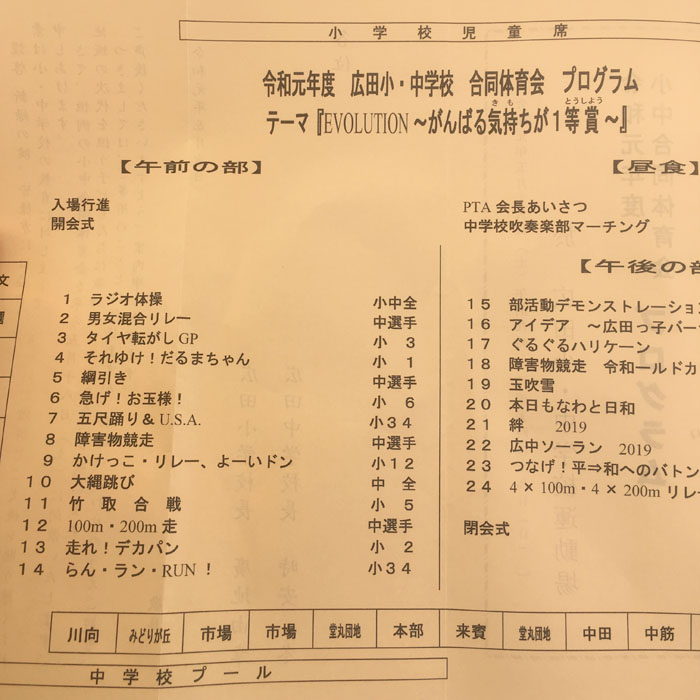 小学校児童席
令和元年度 広田小・中学校 合同体育会 プログラム
テーマ『EVOLUTION ～がんばる気持ちが１等賞～』
きも
とうしよう
【午前の部】
入場行進
開会式
１ ラジオ体操 小中全
２ 男女混合リレー 中選手
３ タイヤ転がしGP 小 3
４ それゆけ！だるまちゃん 小 1
５ 綱引き 中選手
６ 急げ！お玉様！ 小 6
７ 五尺踊り＆U.S.A. 小34
８ 障害物競走 中選手
９ かけっこ・リレー、よーいドン 小12
１０ 大縄跳び 中 全
１１ 竹取合戦 小 5
１２ 100m・200m走 中選手
１３ 走れ！デカパン 小 2
１４ らん・ラン・RUN！ 小34
【昼食
PTA会長あいさつ
中学校吹奏楽部マーチング
【午後の部
１５ 部活動デモンストレーション
１６ アイデア ～広田っ子バー
１７ ぐるぐるハリケーン
１８ 障害物競走 令和ールドカ
１９ 玉吹雪
２０ 本日もなわと日和
２１ 絆 2019
２２ 広中ソーラン 2019
２３ つなげ！平⇒和へのバトン
２４ 4×100m・4×200mリレ
閉会式
川向 みどりが丘 市場 市場 堂丸団地 本部 来賓 堂丸団地 中田 中筋
中学校プール